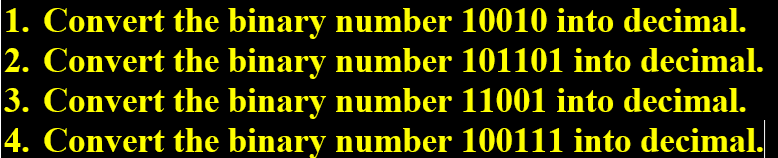 1. Convert the binary number 10010 into decimal.
2. Convert the binary number 101101 into decimal.
3. Convert the binary number 11001 into decimal.
4. Convert the binary number 100111 into decimal.